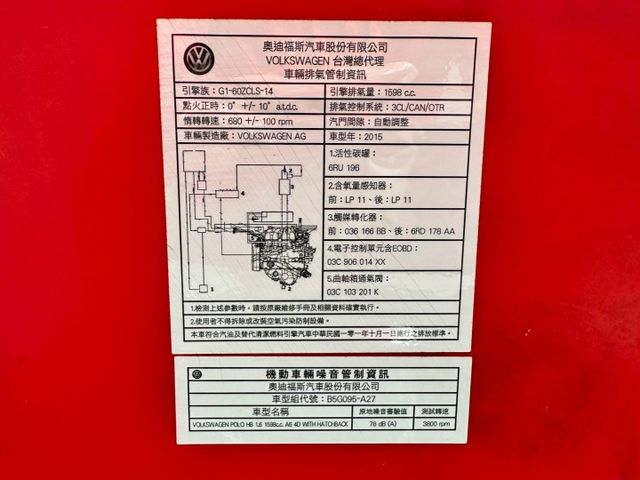 奧迪福斯汽車股份有限公司
VOLKSWAGEN 台灣總代理
車輛排氣管制資訊
引擎族：G1-60ZCLS-14
引擎排氣量：1598 c.c.
點火正時：0° +/- 10° a.t.d.c.
排氣控制系統：3CL/CAN/OTR
惰轉轉速：680 +/- 100 rpm
汽門間隙：自動調整
車輛製造廠：VOLKSWAGEN AG
車型年：2015
1.活性碳罐：
6RU 196
2.含氧量感知器：
前：LP 11、後：LP 11
3.觸媒轉化器：
前：036 166 BB、後：6RD 178 AA
4.電子控制單元含EOBD：
03C 906 014 XX
5.曲軸箱通氣閥：
03C 103 201 K
1.檢測上述參數時，請按原廠維修手冊及相關資料確實執行。
2.使用者不得拆除或改裝空氣污染防制設備。
本車符合汽油及替代清潔燃料引擎汽車中華民國一0一年十月一日施行之排放標準。
機動車輛噪音管制資訊
奧迪福斯汽車股份有限公司
車型組代號：B5G095-A27
車型名稱
原地噪音審驗值
測試轉速
VOLKSWAGEN POLO HB 1.6 1598c.c. A6 4D WITH HATCHBACK
78 dB (A)
3800 rpm